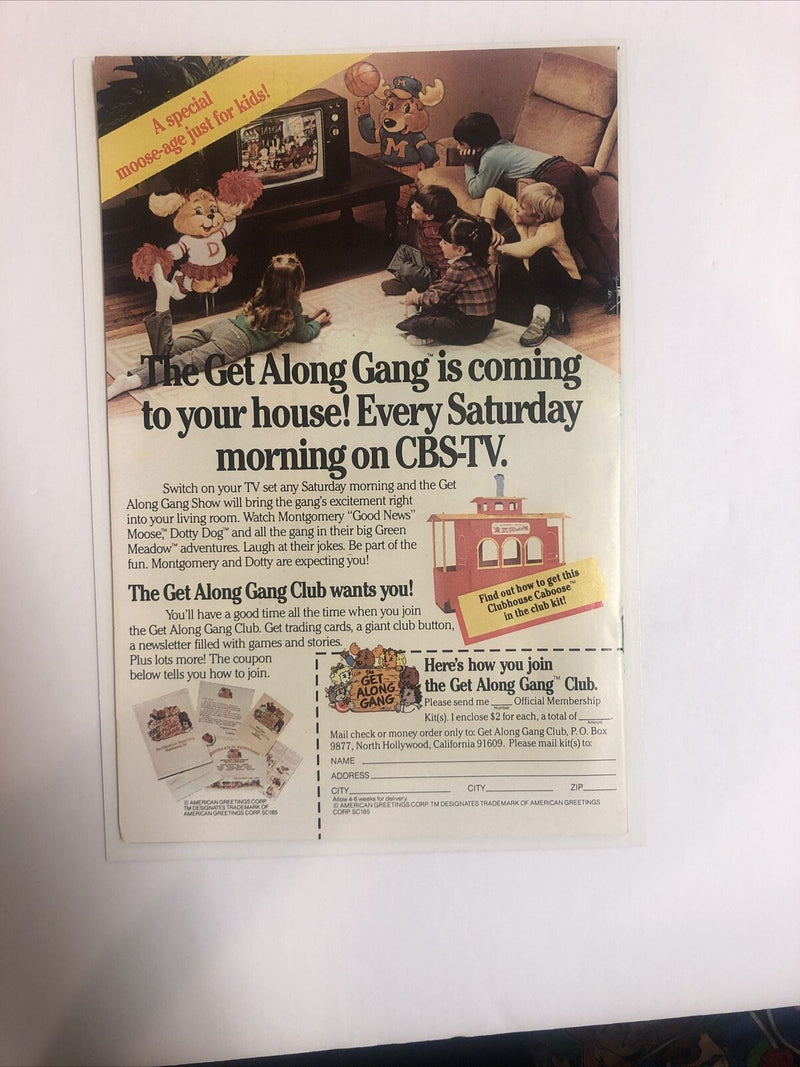 A special
moose-age just for kids!
M
M
D
The Get Along Gang™ is coming
to your house! Every Saturday
morning on CBS-TV.
Switch on your TV set any Saturday morning and the Get
Along Gang Show will bring the gang's excitement right
into your living room. Watch Montgomery "Good News"
Moose,™ Dotty Dog™ and all the gang in their big Green
Meadow™ adventures. Laugh at their jokes. Be part of the
fun. Montgomery and Dotty are expecting you!
Find out how to get this
Clubhouse Caboose™
in the club kit!
The Get Along Gang Club wants you!
You'll have a good time all the time when you join
the Get Along Gang Club. Get trading cards, a giant club button,
a newsletter filled with games and stories.
Plus lots more! The coupon
below tells you how to join.
© AMERICAN GREETINGS CORP.
TM DESIGNATES TRADEMARK OF
AMERICAN GREETINGS CORP. SC185
THE
GET
ALONG
GANG
Here's how you join
the Get Along Gang™ Club.
Please send me ____ Official Membership
Number
Kit(s). I enclose $2 for each, a total of ______.
Amount
Mail check or money order only to: Get Along Gang Club, P.O. Box
9877, North Hollywood, California 91609. Please mail kit(s) to:
NAME
ADDRESS
CITY CITY ZIP
Allow 4-6 weeks for delivery.
© AMERICAN GREETINGS CORP. TM DESIGNATES TRADEMARK OF AMERICAN GREETINGS
CORP. SC185